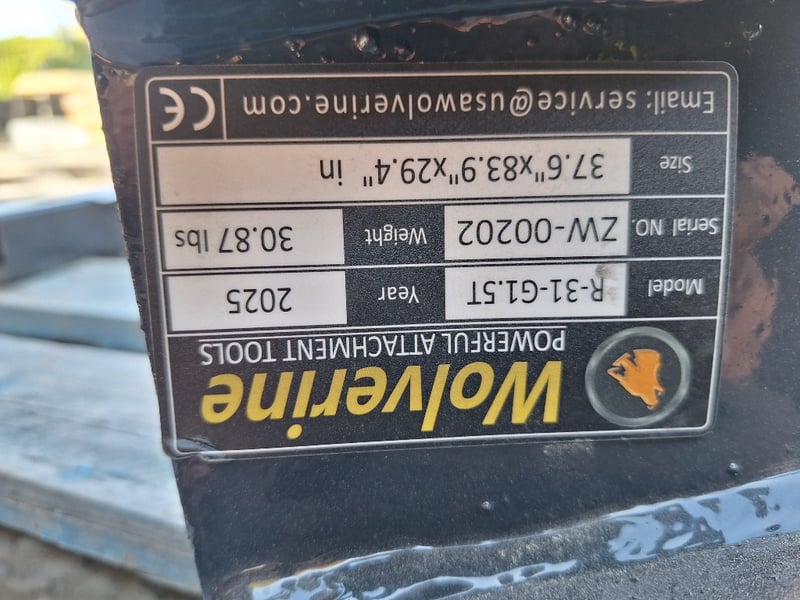 Wolverine
POWERFUL ATTACHMENT TOOLS
Model R-31-G1.5T Year 2025
Serial NO. ZW-00202 Weight 30.87 lbs
Size 37.6"x83.9"x29.4" in
Email: service@usawolverine.com CE